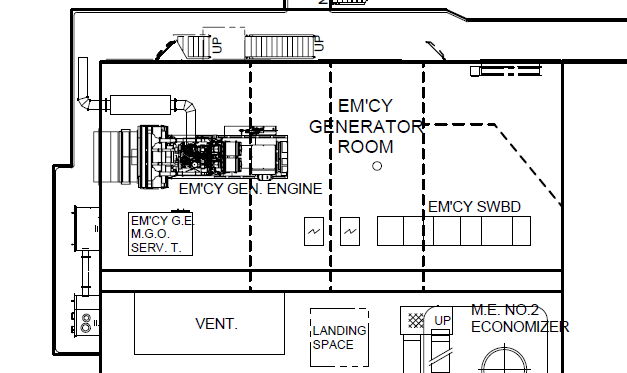 UP
UP
EM'CY
GENERATOR
ROOM
EM'CY GEN. ENGINE
EM'CY SWBD
EM'CY G.E.
M.G.O.
SERV. T.
VENT.
LANDING
SPACE
UP
M.E. NO.2
ECONOMIZER